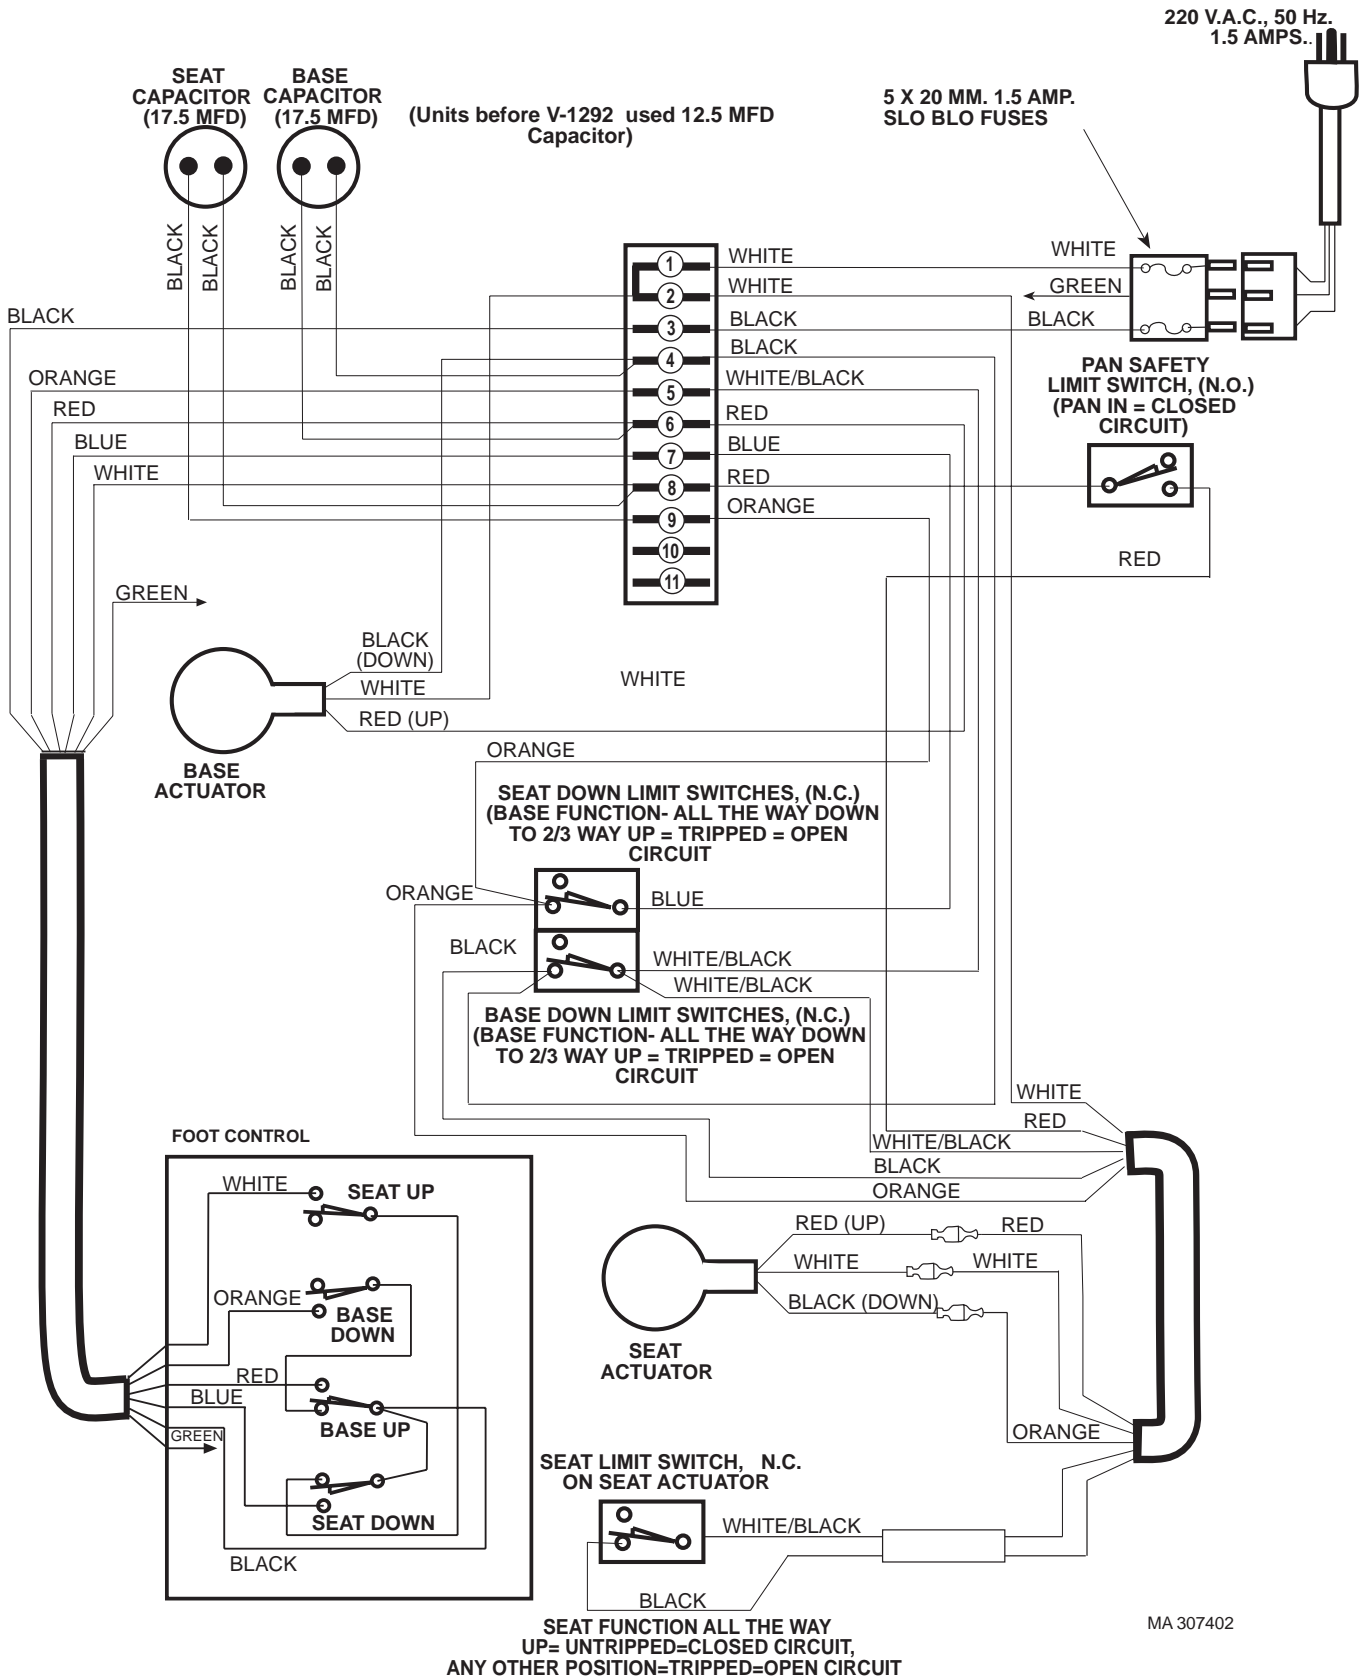 220 V.A.C., 50 Hz.
1.5 AMPS..
SEAT
CAPACITOR
(17.5 MFD)
BASE
CAPACITOR
(17.5 MFD)
(Units before V-1292 used 12.5 MFD
Capacitor)
5 X 20 MM. 1.5 AMP.
SLO BLO FUSES
BLACK
BLACK
BLACK
BLACK
1
WHITE
WHITE
2
WHITE
GREEN
BLACK
3
BLACK
BLACK
4
BLACK
PAN SAFETY
LIMIT SWITCH, (N.O.)
(PAN IN = CLOSED
CIRCUIT)
ORANGE
5
WHITE/BLACK
RED
6
RED
BLUE
7
BLUE
WHITE
8
RED
9
ORANGE
10
11
RED
GREEN
BLACK
(DOWN)
WHITE
RED (UP)
WHITE
BASE
ACTUATOR
ORANGE
SEAT DOWN LIMIT SWITCHES, (N.C.)
(BASE FUNCTION- ALL THE WAY DOWN
TO 2/3 WAY UP = TRIPPED = OPEN
CIRCUIT
ORANGE
BLUE
BLACK
WHITE/BLACK
WHITE/BLACK
BASE DOWN LIMIT SWITCHES, (N.C.)
(BASE FUNCTION- ALL THE WAY DOWN
TO 2/3 WAY UP = TRIPPED = OPEN
CIRCUIT
WHITE
RED
WHITE/BLACK
BLACK
ORANGE
FOOT CONTROL
WHITE
SEAT UP
ORANGE
BASE
DOWN
RED
BLUE
BASE UP
GREEN
SEAT DOWN
BLACK
RED (UP)
RED
WHITE
WHITE
BLACK (DOWN)
SEAT
ACTUATOR
ORANGE
SEAT LIMIT SWITCH, N.C.
ON SEAT ACTUATOR
WHITE/BLACK
BLACK
SEAT FUNCTION ALL THE WAY
UP= UNTRIPPED=CLOSED CIRCUIT,
ANY OTHER POSITION=TRIPPED=OPEN CIRCUIT
MA 307402